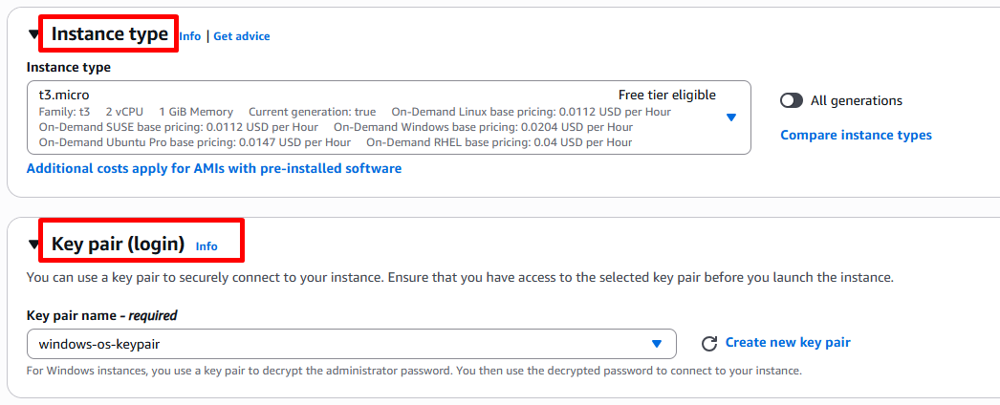 Instance type Info | Get advice
Instance type
t3.micro Free tier eligible
Family: t3 2 vCPU 1 GiB Memory Current generation: true On-Demand Linux base pricing: 0.0112 USD per Hour
On-Demand SUSE base pricing: 0.0112 USD per Hour On-Demand Windows base pricing: 0.0204 USD per Hour
On-Demand Ubuntu Pro base pricing: 0.0147 USD per Hour On-Demand RHEL base pricing: 0.04 USD per Hour
All generations
Compare instance types
Additional costs apply for AMIs with pre-installed software
Key pair (login) Info
You can use a key pair to securely connect to your instance. Ensure that you have access to the selected key pair before you launch the instance.
Key pair name - required
windows-os-keypair
Create new key pair
For Windows instances, you use a key pair to decrypt the administrator password. You then use the decrypted password to connect to your instance.